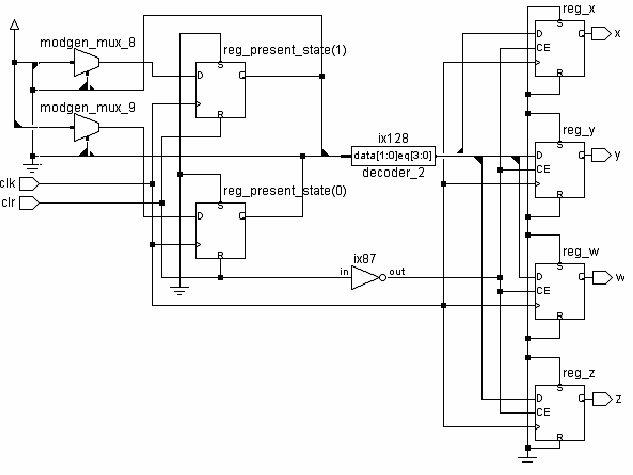 reg_x
S
D
Q
x
CE
R
modgen_mux_8
reg_present_state(1)
S
D
Q
R
modgen_mux_9
reg_y
S
D
Q
y
CE
R
ix128
data[1:0]eq[3:0]
decoder_2
clk
clr
reg_present_state(0)
S
D
Q
R
reg_w
S
D
Q
w
CE
R
ix87
in
out
reg_z
S
D
Q
z
CE
R